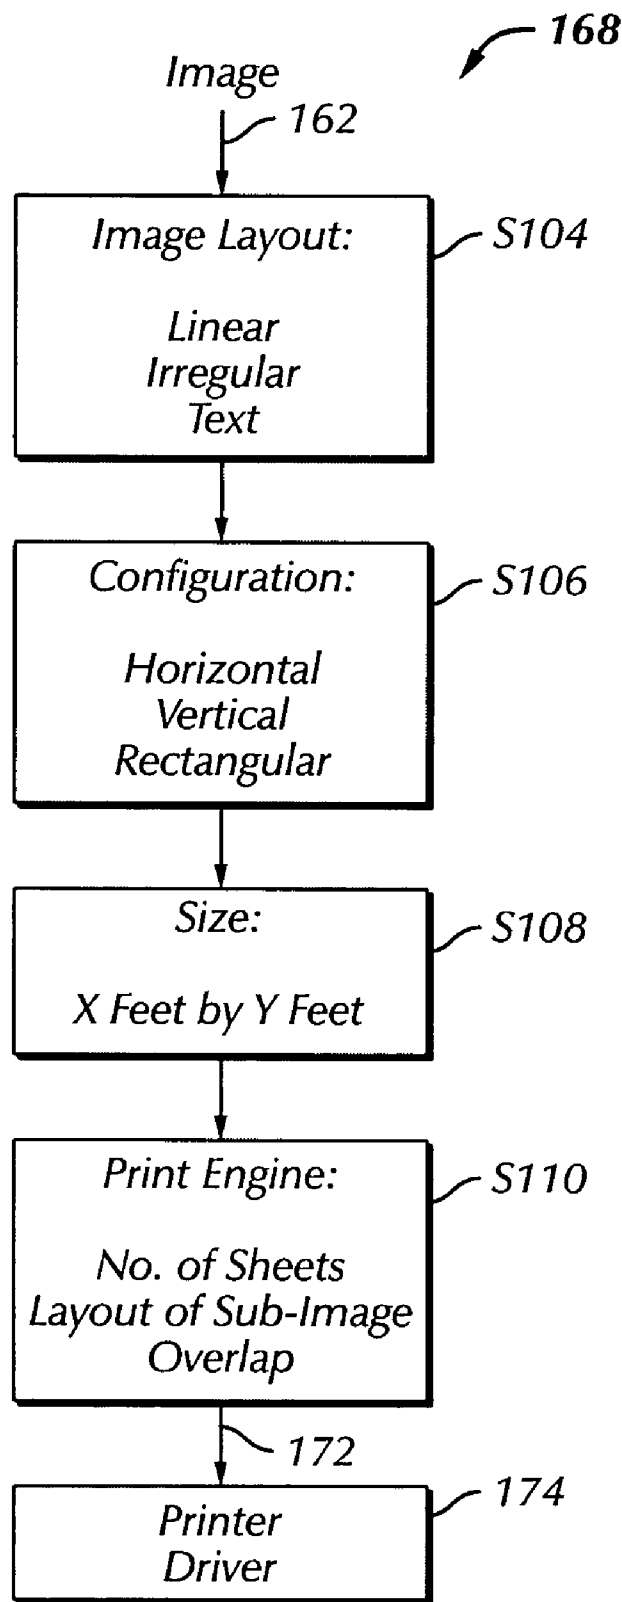 168
Image
162
Image Layout:
S104
Linear
Irregular
Text
Configuration:
S106
Horizontal
Vertical
Rectangular
Size:
S108
X Feet by Y Feet
Print Engine:
S110
No. of Sheets
Layout of Sub-Image
Overlap
172
174
Printer
Driver